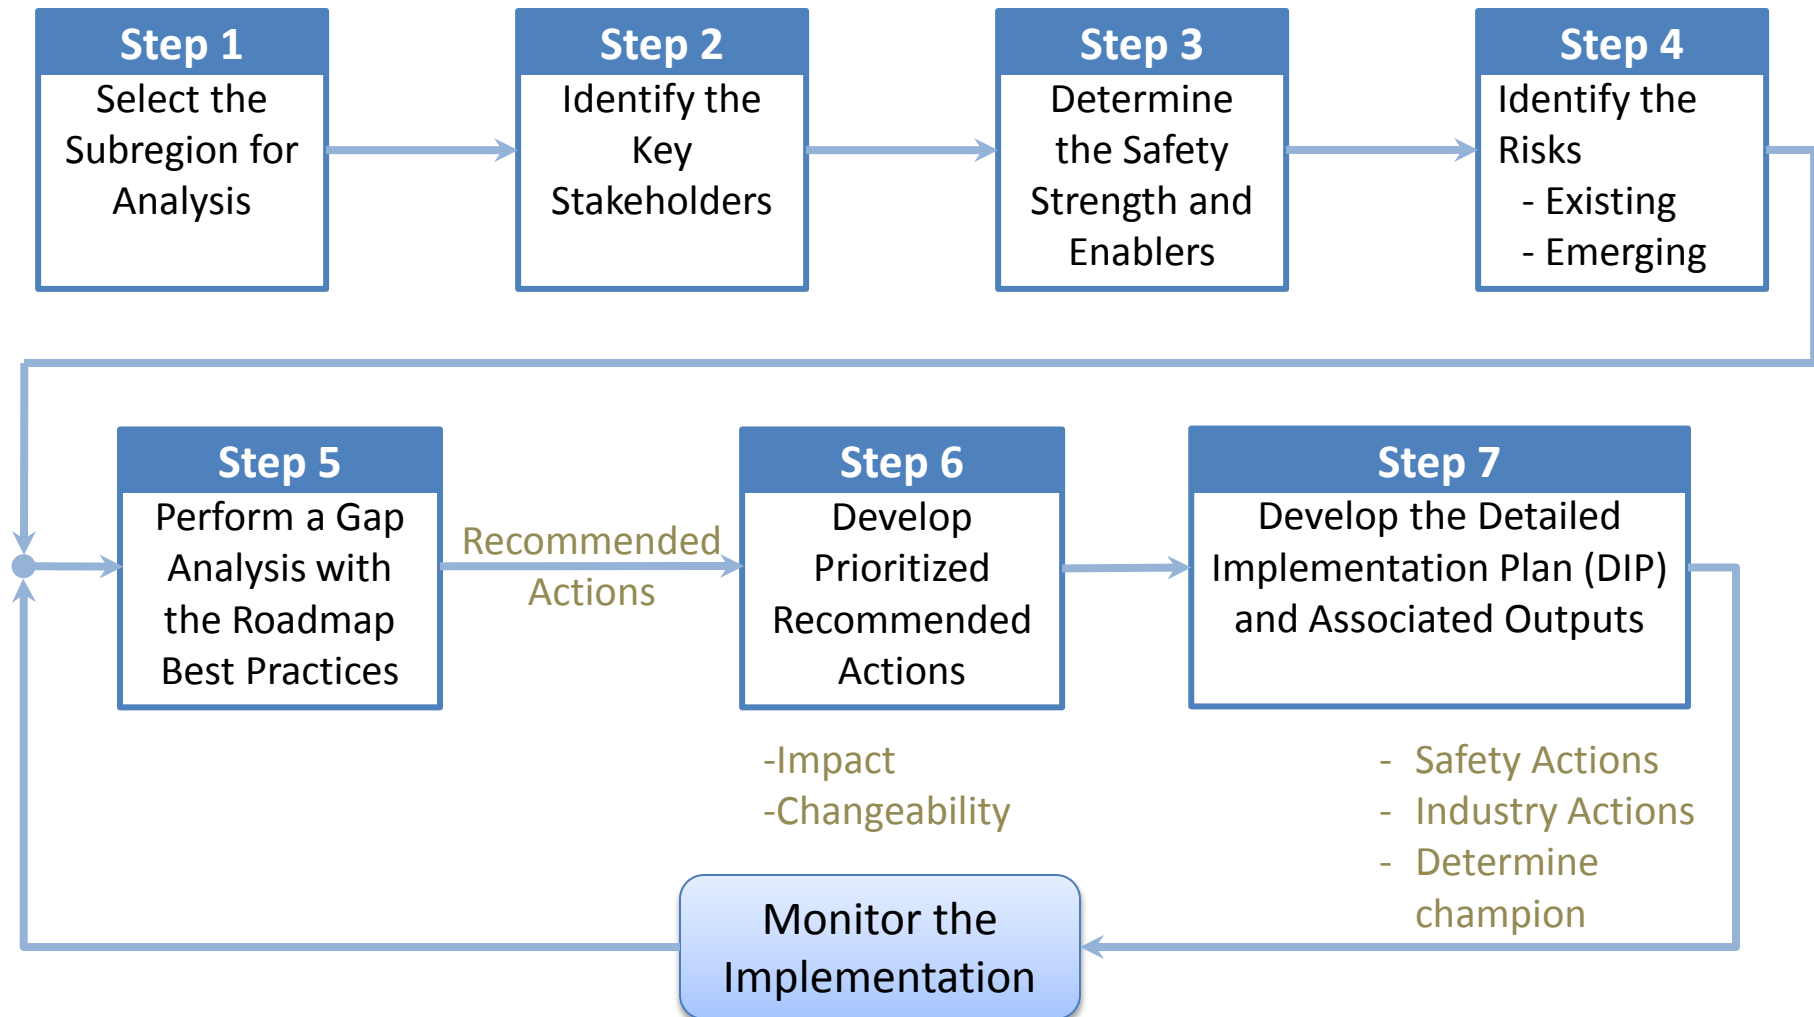 Step 1
Select the
Subregion for
Analysis
Step 2
Identify the
Key
Stakeholders
Step 3
Determine
the Safety
Strength and
Enablers
Step 4
Identify the
Risks
- Existing
- Emerging
Step 5
Perform a Gap
Analysis with
the Roadmap
Best Practices
Recommended
Actions
Step 6
Develop
Prioritized
Recommended
Actions
-Impact
-Changeability
Step 7
Develop the Detailed
Implementation Plan (DIP)
and Associated Outputs
- Safety Actions
- Industry Actions
- Determine
champion
Monitor the
Implementation